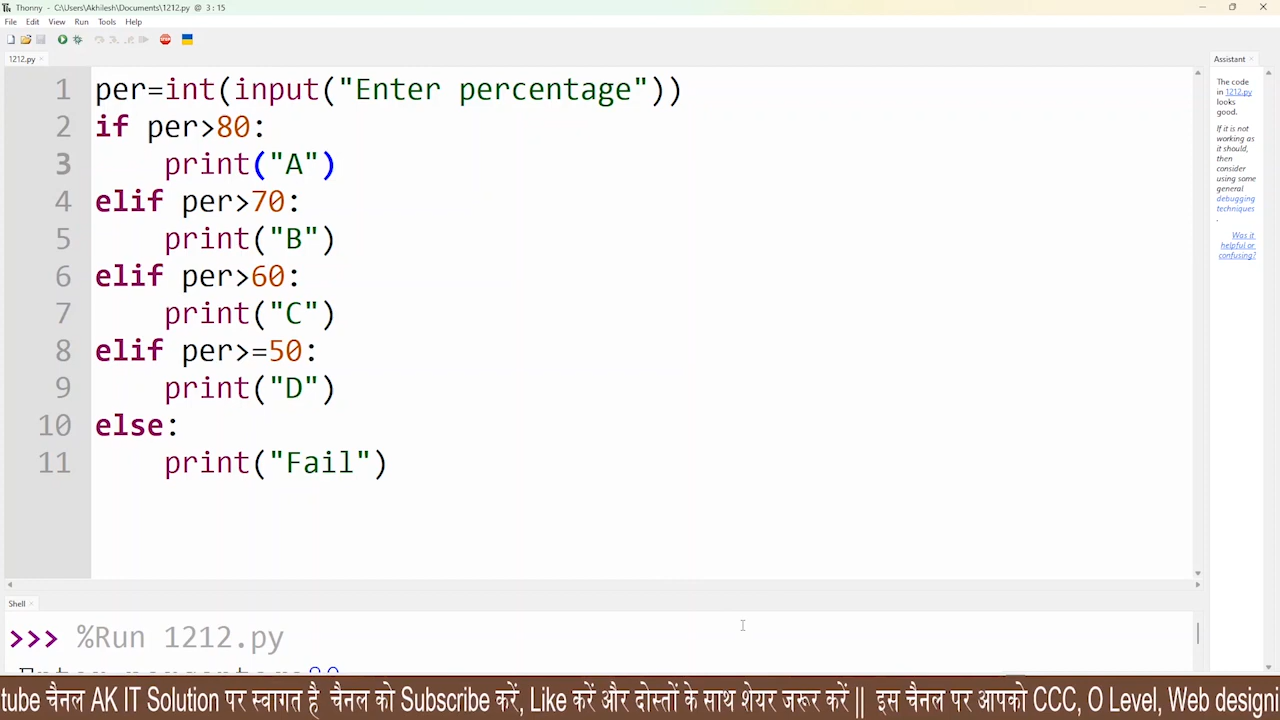 Thonny - C:\Users\Akhilesh\Documents\1212.py @ 3 : 15
File Edit View Run Tools Help
1212.py
Assistant
1 per=int(input("Enter percentage"))
2 if per>80:
3 print("A")
4 elif per>70:
5 print("B")
6 elif per>60:
7 print("C")
8 elif per>=50:
9 print("D")
10 else:
11 print("Fail")
The code
in 1212.py
looks
good.
If it is not
working as
it should,
then
consider
using some
general
debugging
techniques
.
Was it
helpful or
confusing?
Shell
>>> %Run 1212.py
tube चैनल AK IT Solution पर स्वागत है चैनल को Subscribe करें, Like करें और दोस्तों के साथ शेयर जरूर करें || इस चैनल पर आपको CCC, O Level, Web designi